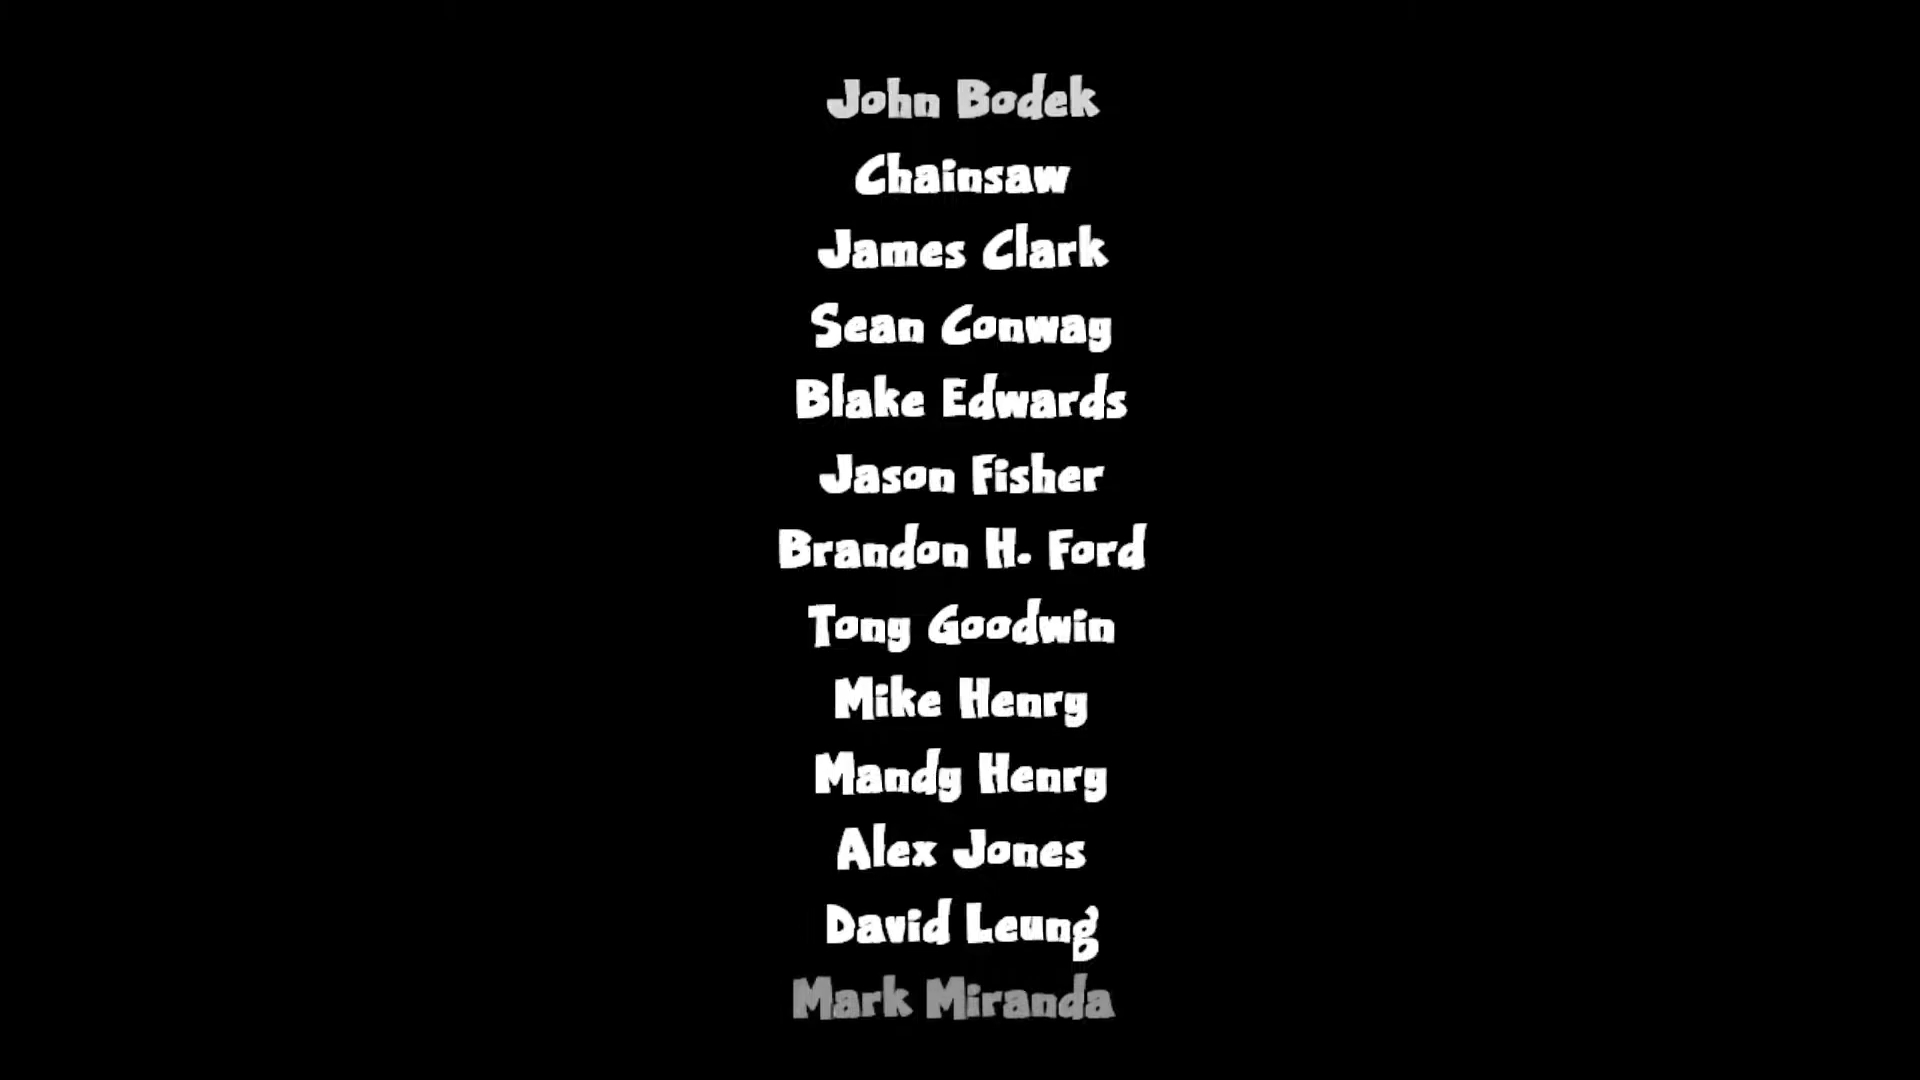 John Bodek
Chainsaw
James Clark
Sean Conway
Blake Edwards
Jason Fisher
Brandon H. Ford
Tony Goodwin
Mike Henry
Mandy Henry
Alex Jones
David Leung
Mark Miranda